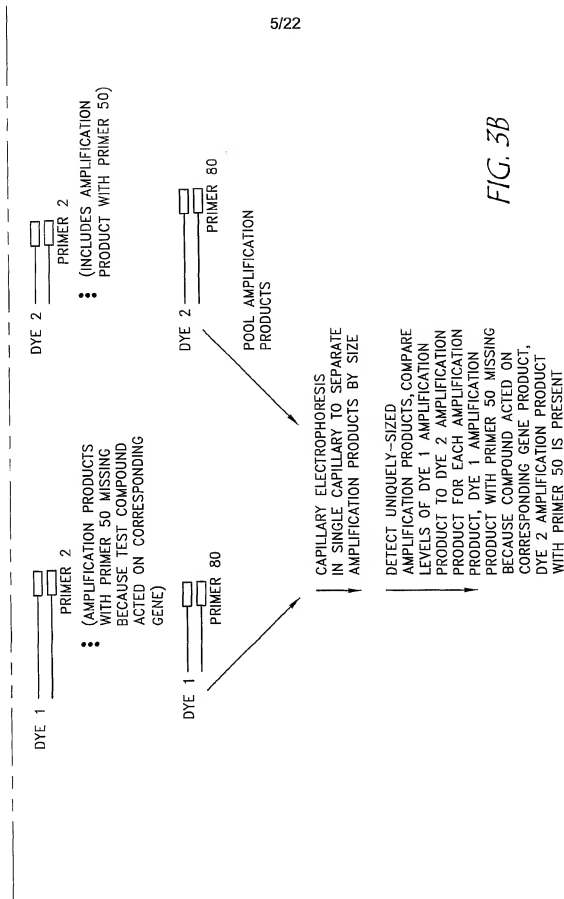 5/22
DYE 1
PRIMER 2
(AMPLIFICATION PRODUCTS
WITH PRIMER 50 MISSING
BECAUSE TEST COMPOUND
ACTED ON CORRESPONDING
GENE)
DYE 1
PRIMER 80
DYE 2
PRIMER 2
(INCLUDES AMPLIFICATION
PRODUCT WITH PRIMER 50)
DYE 2
PRIMER 80
POOL AMPLIFICATION
PRODUCTS
CAPILLARY ELECTROPHORESIS
IN SINGLE CAPILLARY TO SEPARATE
AMPLIFICATION PRODUCTS BY SIZE
DETECT UNIQUELY-SIZED
AMPLIFICATION PRODUCTS, COMPARE
LEVELS OF DYE 1 AMPLIFICATION
PRODUCT TO DYE 2 AMPLIFICATION
PRODUCT FOR EACH AMPLIFICATION
PRODUCT, DYE 1 AMPLIFICATION
PRODUCT WITH PRIMER 50 MISSING
BECAUSE COMPOUND ACTED ON
CORRESPONDING GENE PRODUCT,
DYE 2 AMPLIFICATION PRODUCT
WITH PRIMER 50 IS PRESENT
FIG. 3B